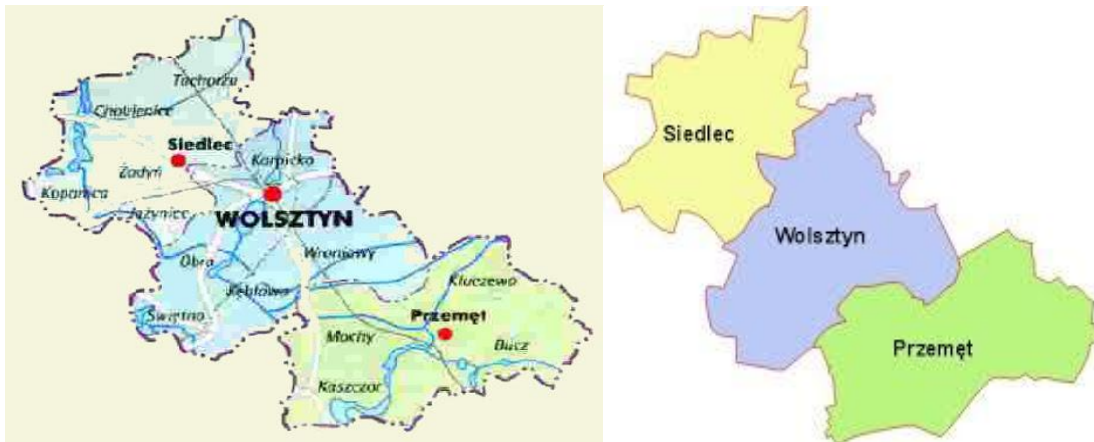 Tuchorza
Chobienice
Siedlec
Karpicko
Żodyń
Kopanica
Jażyniec
WOLSZTYN
Wroniawy
Obra
Kębłowo
Kluczewo
Świętno
Przemęt
Mochy
Bucz
Kaszczor
Siedlec
Wolsztyn
Przemęt